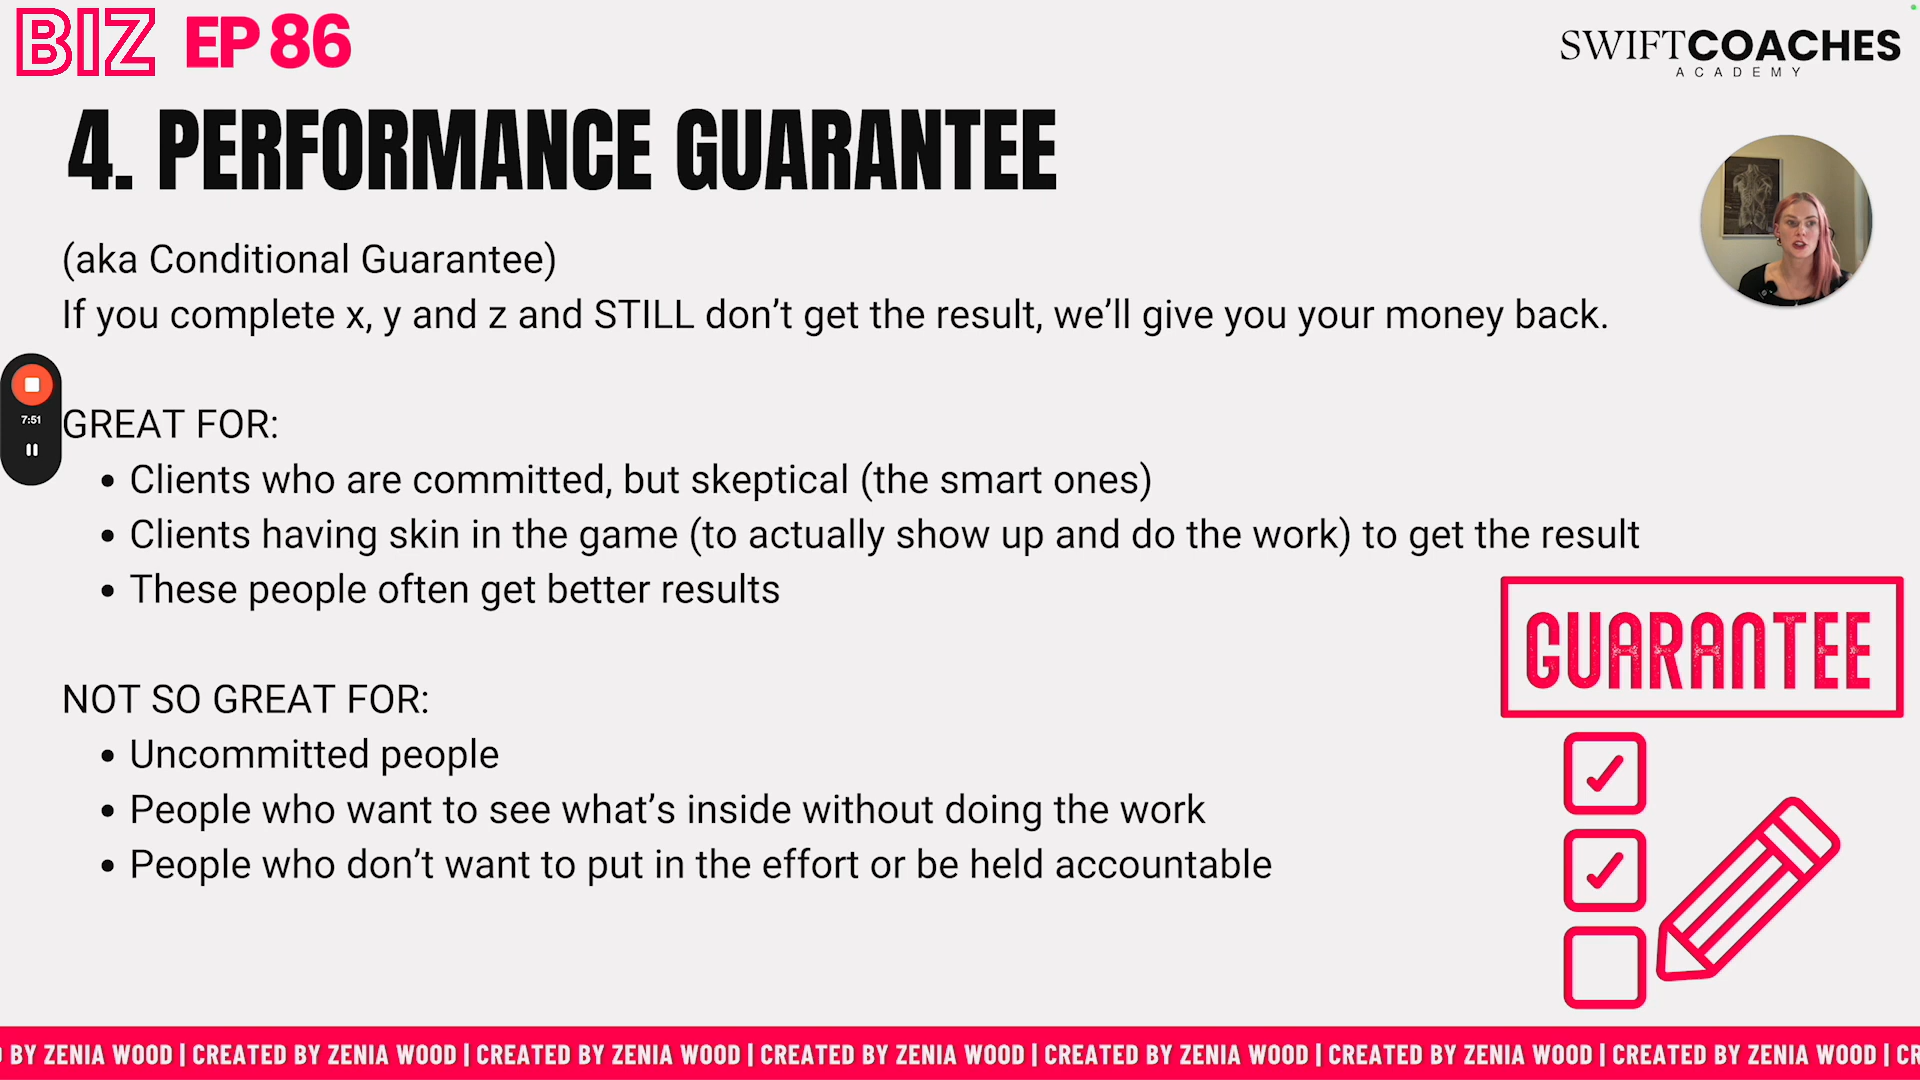 BIZ EP 86
SWIFTCOACHES
ACADEMY
4. PERFORMANCE GUARANTEE
(aka Conditional Guarantee)
If you complete x, y and z and STILL don’t get the result, we’ll give you your money back.
7:51
GREAT FOR:
• Clients who are committed, but skeptical (the smart ones)
• Clients having skin in the game (to actually show up and do the work) to get the result
• These people often get better results
GUARANTEE
NOT SO GREAT FOR:
• Uncommitted people
• People who want to see what’s inside without doing the work
• People who don’t want to put in the effort or be held accountable
D BY ZENIA WOOD | CREATED BY ZENIA WOOD | CREATED BY ZENIA WOOD | CREATED BY ZENIA WOOD | CREATED BY ZENIA WOOD | CREATED BY ZENIA WOOD | CREATED BY ZENIA WOOD | CR